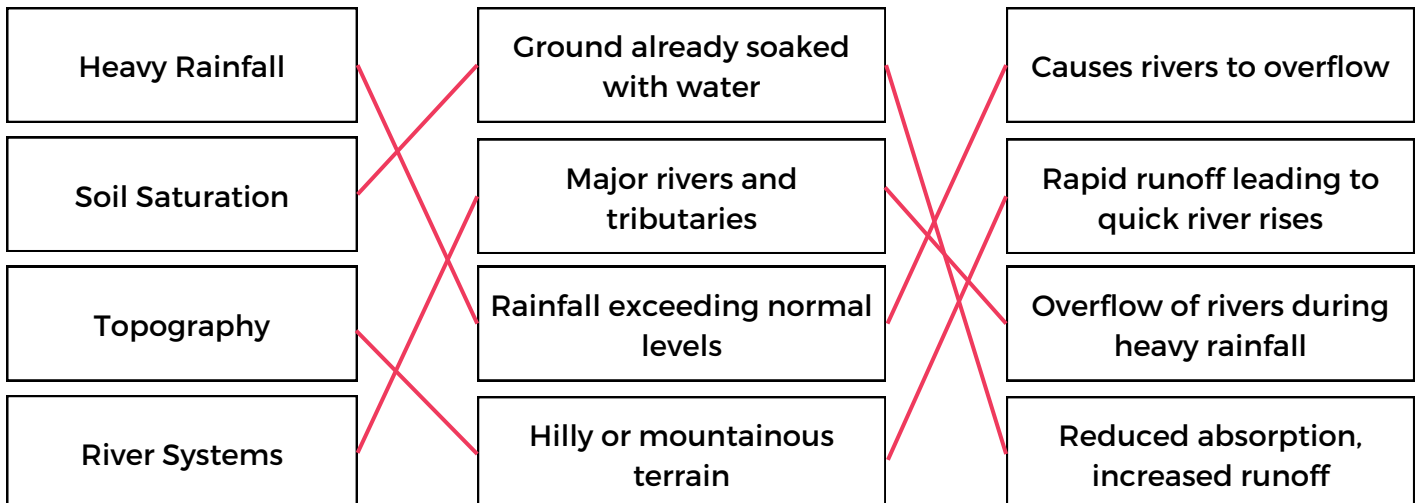 Heavy Rainfall
Ground already soaked
with water
Causes rivers to overflow
Soil Saturation
Major rivers and
tributaries
Rapid runoff leading to
quick river rises
Topography
Rainfall exceeding normal
levels
Overflow of rivers during
heavy rainfall
River Systems
Hilly or mountainous
terrain
Reduced absorption,
increased runoff